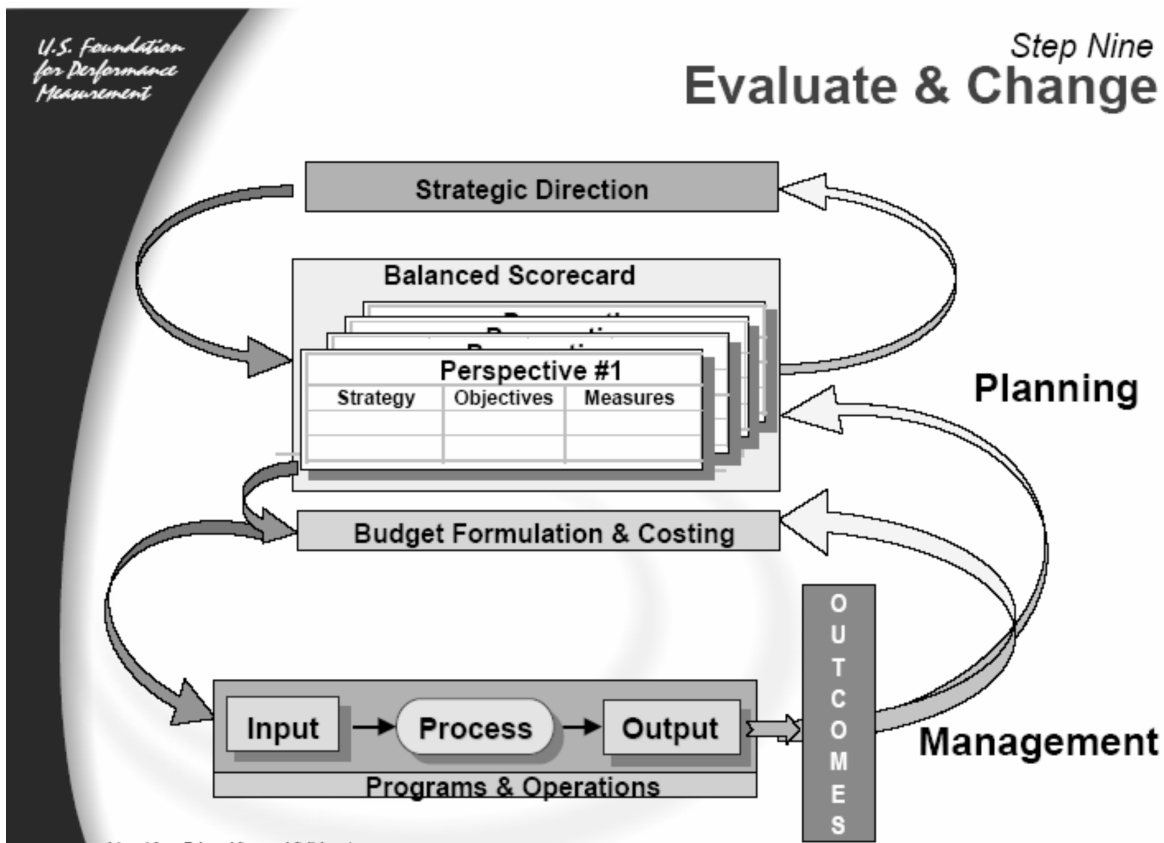 U.S. Foundation
for Performance
Measurement
Step Nine
Evaluate & Change
Strategic Direction
Balanced Scorecard
Perspective #1
Strategy Objectives Measures
Planning
Budget Formulation & Costing
OUTCOMES
Input Process Output
Management
Programs & Operations